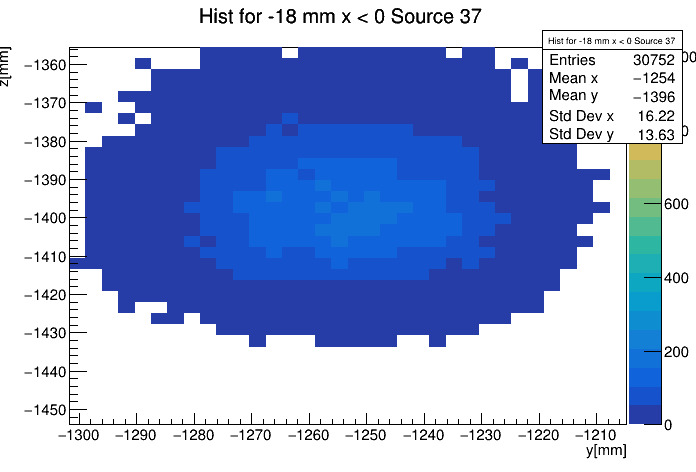 Hist for -18 mm x < 0 Source 37
z[mm]
Hist for -18 mm x < 0 Source 37
Entries 30752
Mean x −1254
Mean y −1396
Std Dev x 16.22
Std Dev y 13.63
−1360
−1370
−1380
−1390
−1400
−1410
−1420
−1430
−1440
−1450
600
400
200
0
−1300 −1290 −1280 −1270 −1260 −1250 −1240 −1230 −1220 −1210
y[mm]